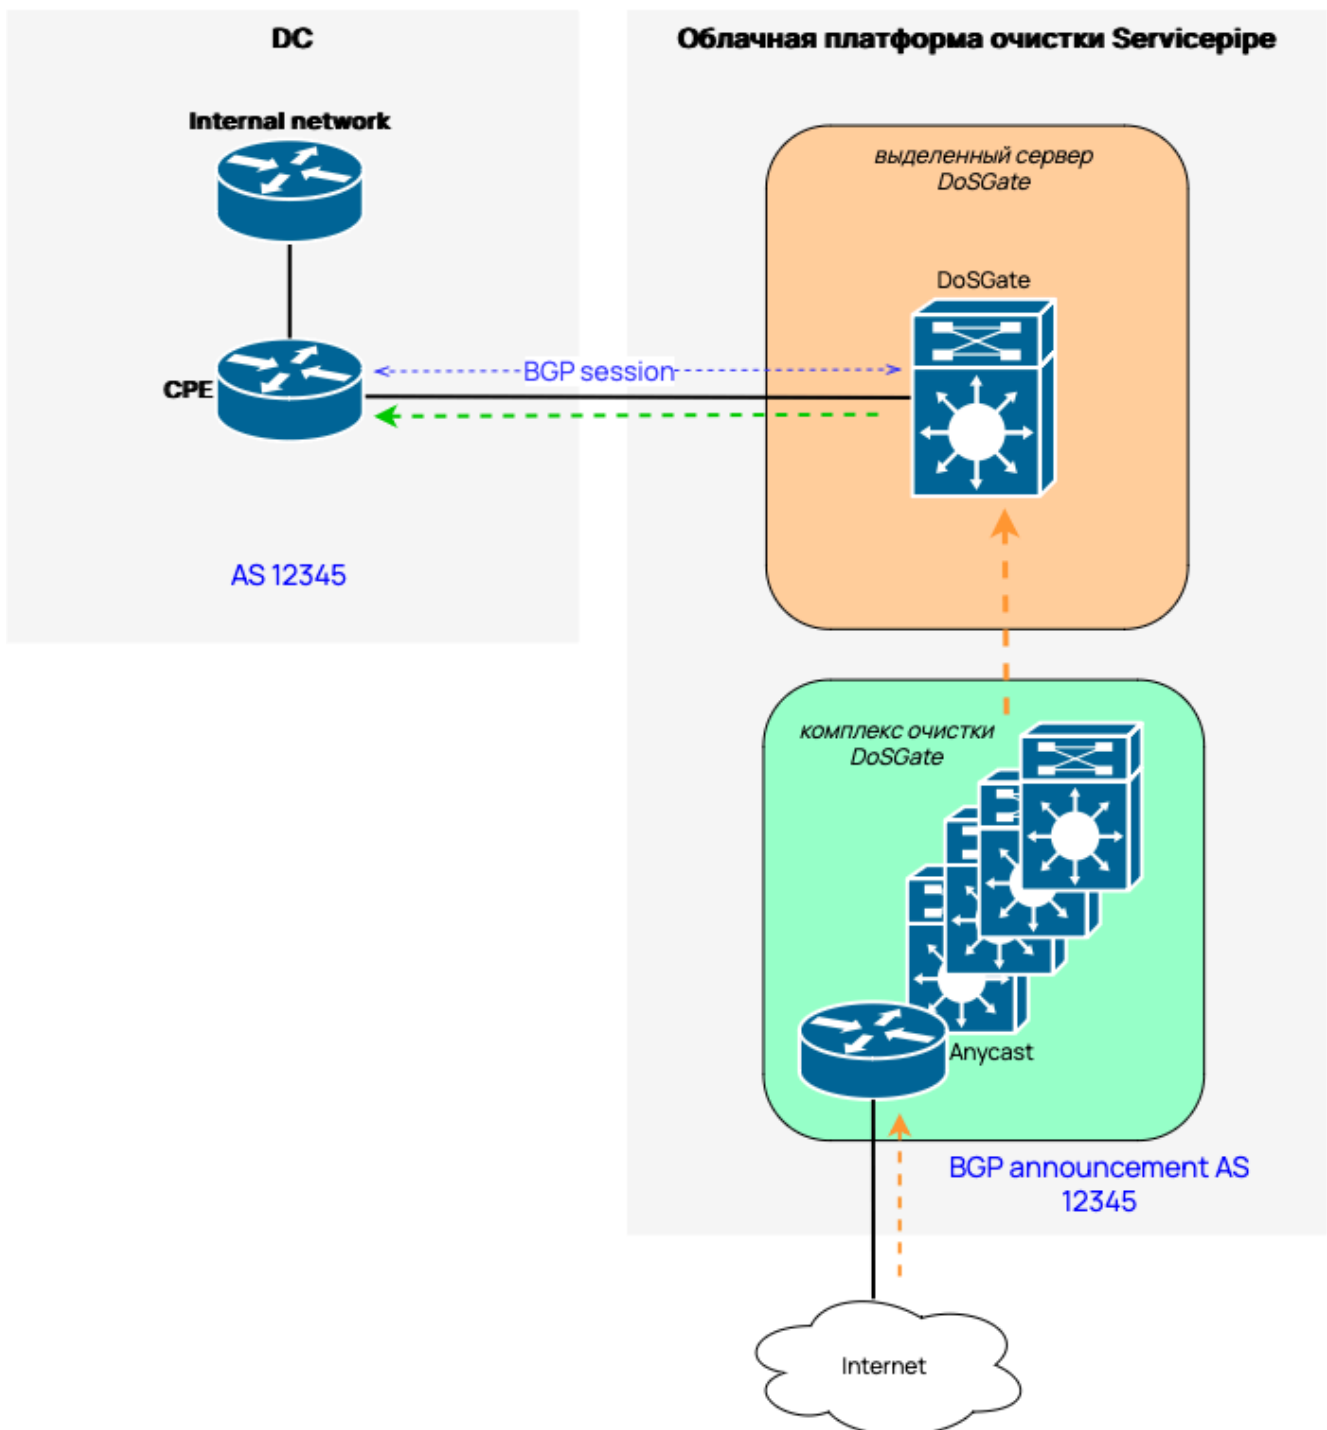 DC
Облачная платформа очистки Servicepipe
Internal network
выделенный сервер
DoSGate
DoSGate
BGP session
CPE
AS 12345
комплекс очистки
DoSGate
Anycast
BGP announcement AS
12345
Internet